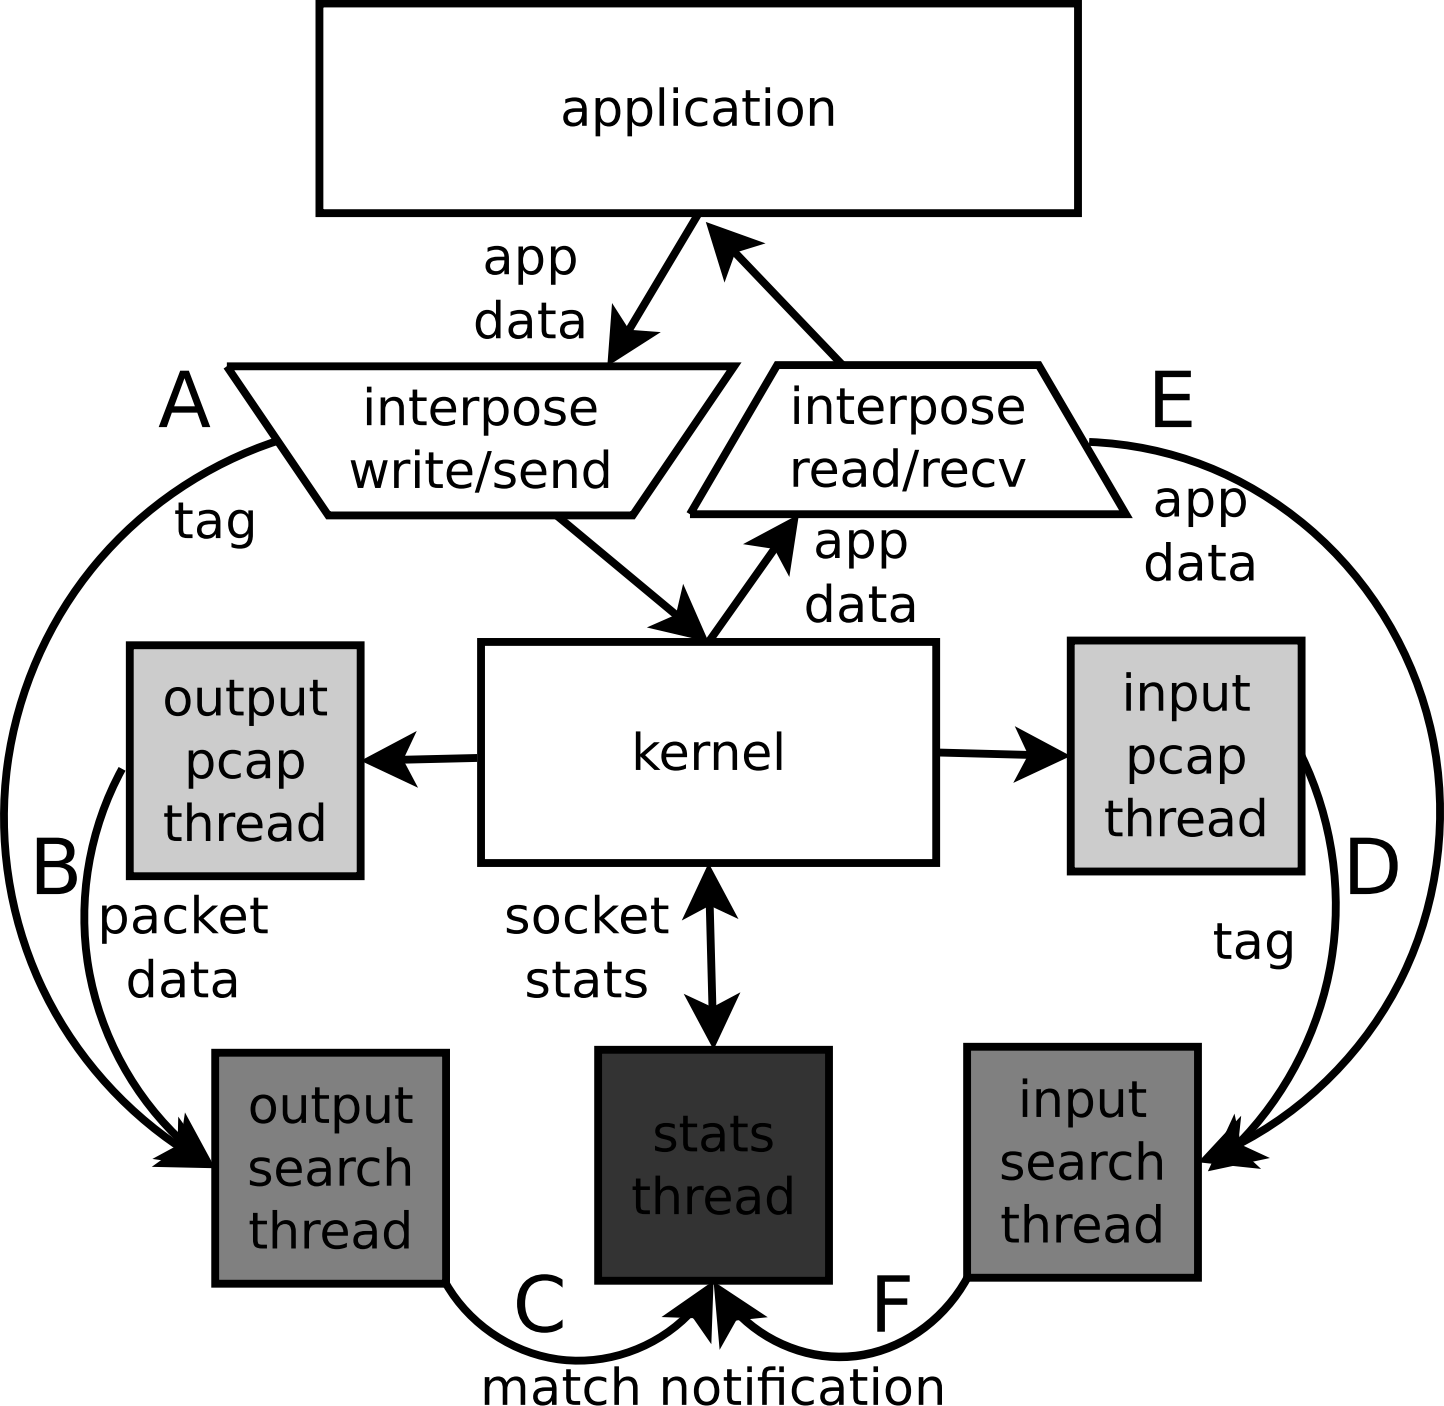 application
app
data
A
interpose
write/send
interpose
read/recv
E
tag
app
data
app
data
output
pcap
thread
kernel
input
pcap
thread
B
packet
data
socket
stats
D
tag
output
search
thread
stats
thread
input
search
thread
C
F
match notification